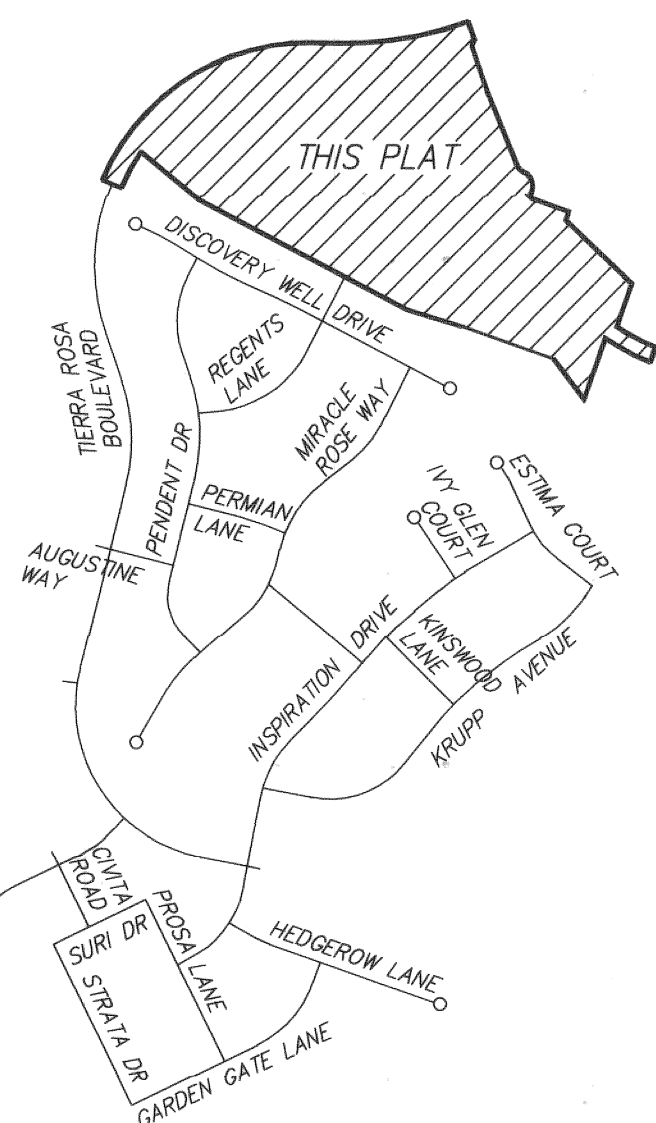 THIS PLAT
DISCOVERY WELL DRIVE
TIERRA ROSA
BOULEVARD
REGENTS
LANE
MIRACLE
ROSE WAY
PENDENT DR
PERMIAN
LANE
IVY GLEN
COURT
ESTIMA COURT
AUGUSTINE
WAY
INSPIRATION DRIVE
KINSWOOD
LANE
KRUPP AVENUE
CIVITA
ROAD
PROSA LANE
SURI DR
STRATA DR
HEDGEROW LANE
GARDEN GATE LANE